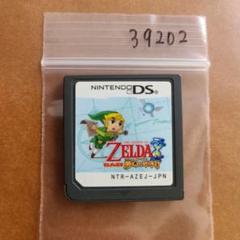 39202
NINTENDO DS
ZELDA
NTR-AZEJ-JPN